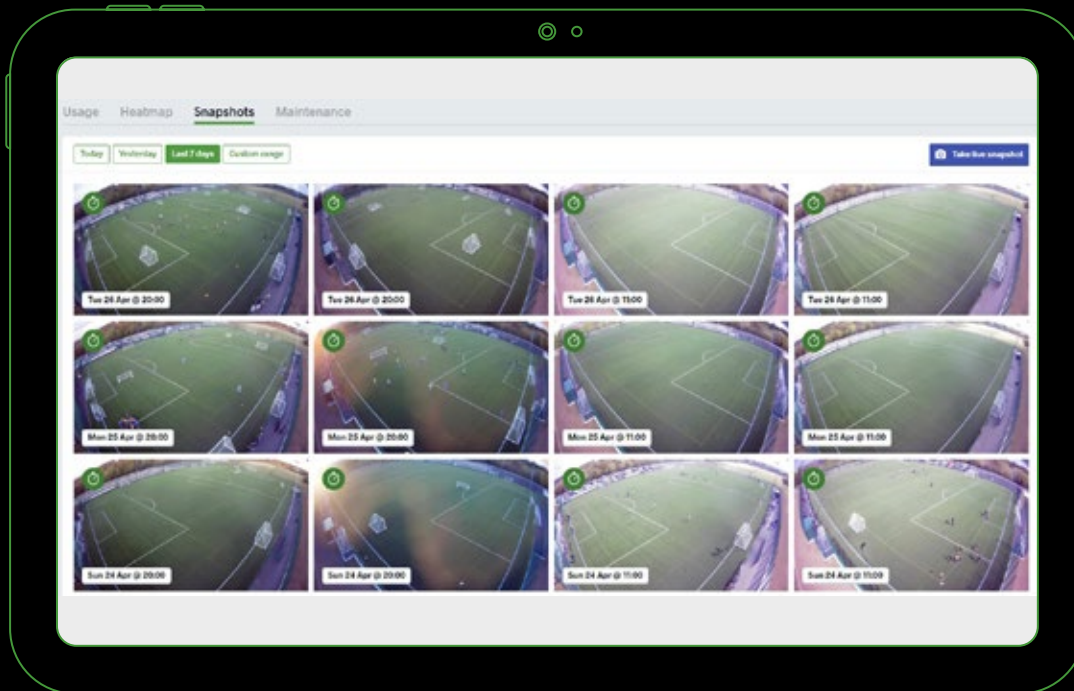 Usage Heatmap Snapshots Maintenance
Today Yesterday Last 7 days Custom range Take live snapshot
Tue 26 Apr @ 20:00 Tue 26 Apr @ 20:00 Tue 26 Apr @ 11:00 Tue 26 Apr @ 11:00
Mon 25 Apr @ 20:00 Mon 25 Apr @ 20:00 Mon 25 Apr @ 11:00 Mon 25 Apr @ 11:00
Sun 24 Apr @ 20:00 Sun 24 Apr @ 20:00 Sun 24 Apr @ 11:00 Sun 24 Apr @ 11:00